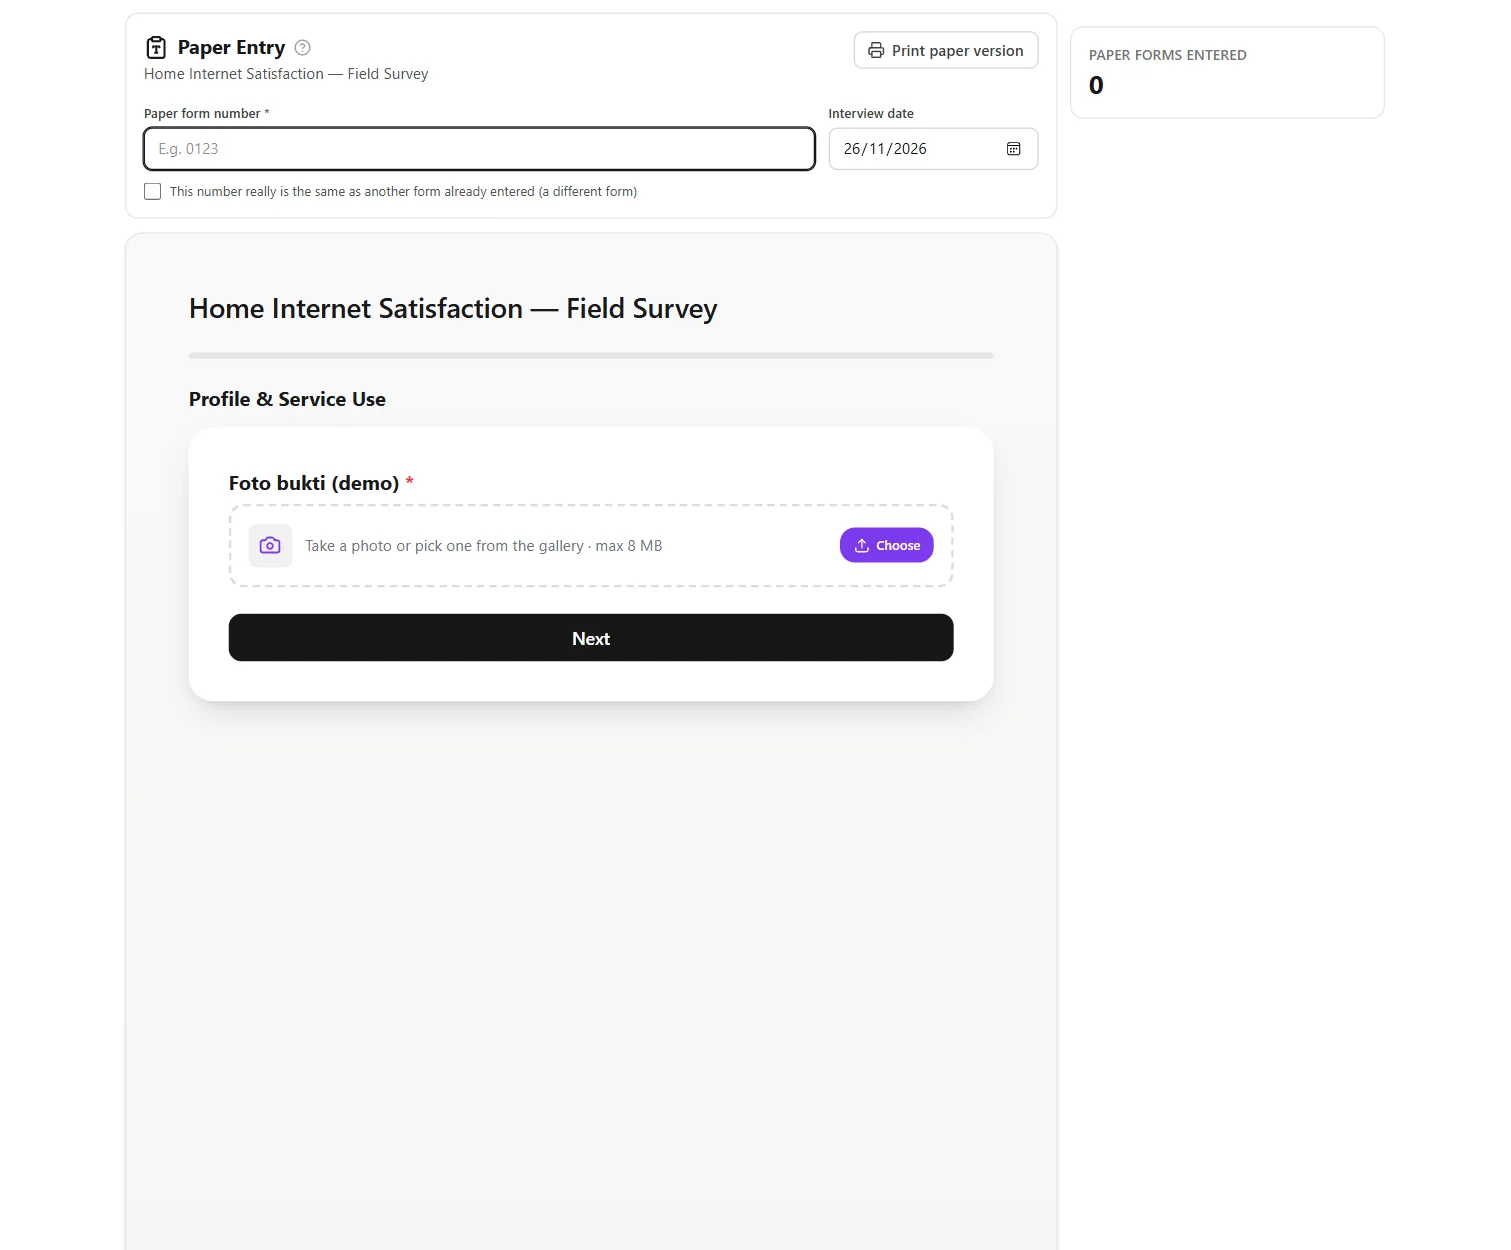 Paper Entry
Home Internet Satisfaction — Field Survey
Print paper version
Paper form number *
E.g. 0123
Interview date
26/11/2026
This number really is the same as another form already entered (a different form)
PAPER FORMS ENTERED
0
Home Internet Satisfaction — Field Survey
Profile & Service Use
Foto bukti (demo) *
Take a photo or pick one from the gallery · max 8 MB
Choose
Next